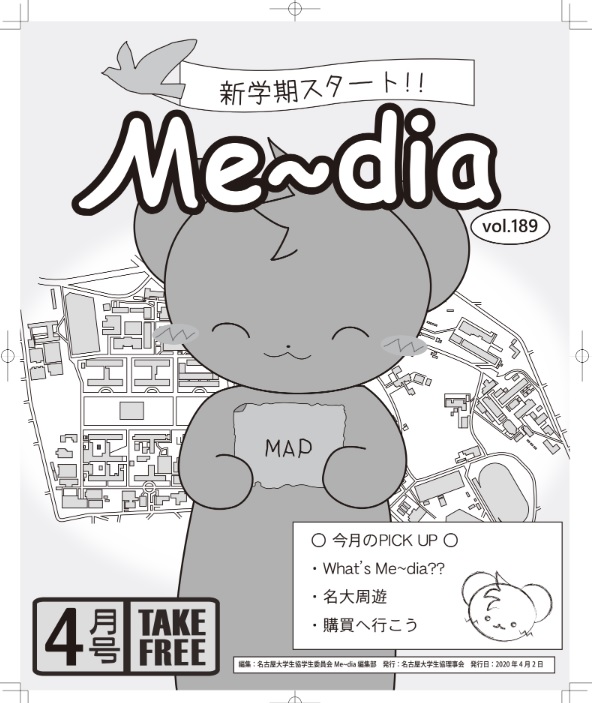 新学期スタート!!
Me~dia
vol.189
MAP
〇 今月のPICK UP 〇
・What's Me~dia??
・名大周遊
・購買へ行こう
4月号
TAKE FREE
編集:名古屋大学生協学生委員会 Me~dia 編集部 発行:名古屋大学生協理事会 発行日:2020 年 4 月 2 日